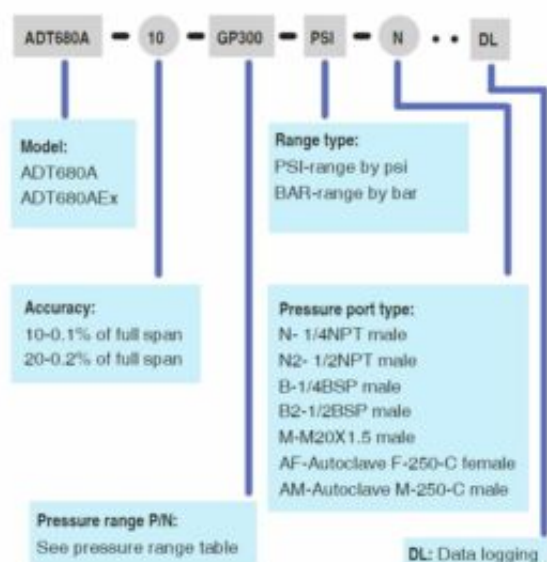 ADT680A - 10 - GP300 - PSI - N • • DL
Model:
ADT680A
ADT680AEx
Range type:
PSI-range by psi
BAR-range by bar
Accuracy:
10-0.1% of full span
20-0.2% of full span
Pressure port type:
N- 1/4NPT male
N2- 1/2NPT male
B-1/4BSP male
B2-1/2BSP male
M-M20X1.5 male
AF-Autoclave F-250-C female
AM-Autoclave M-250-C male
Pressure range P/N:
See pressure range table
DL: Data logging